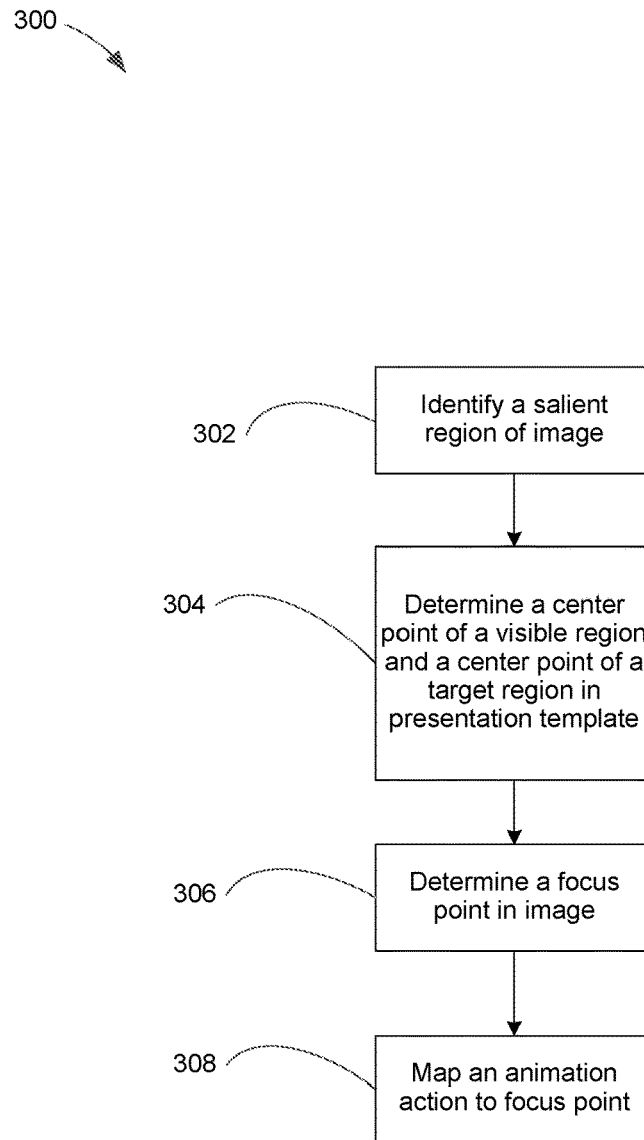 300
302
Identify a salient
region of image
304
Determine a center
point of a visible region
and a center point of a
target region in
presentation template
306
Determine a focus
point in image
308
Map an animation
action to focus point